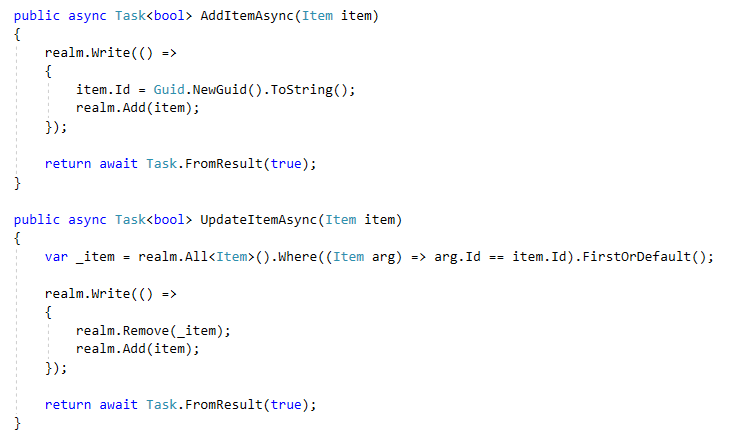 public async Task<bool> AddItemAsync(Item item)
{
    realm.Write(() =>
    {
        item.Id = Guid.NewGuid().ToString();
        realm.Add(item);
    });

    return await Task.FromResult(true);
}

public async Task<bool> UpdateItemAsync(Item item)
{
    var _item = realm.All<Item>().Where((Item arg) => arg.Id == item.Id).FirstOrDefault();

    realm.Write(() =>
    {
        realm.Remove(_item);
        realm.Add(item);
    });

    return await Task.FromResult(true);
}